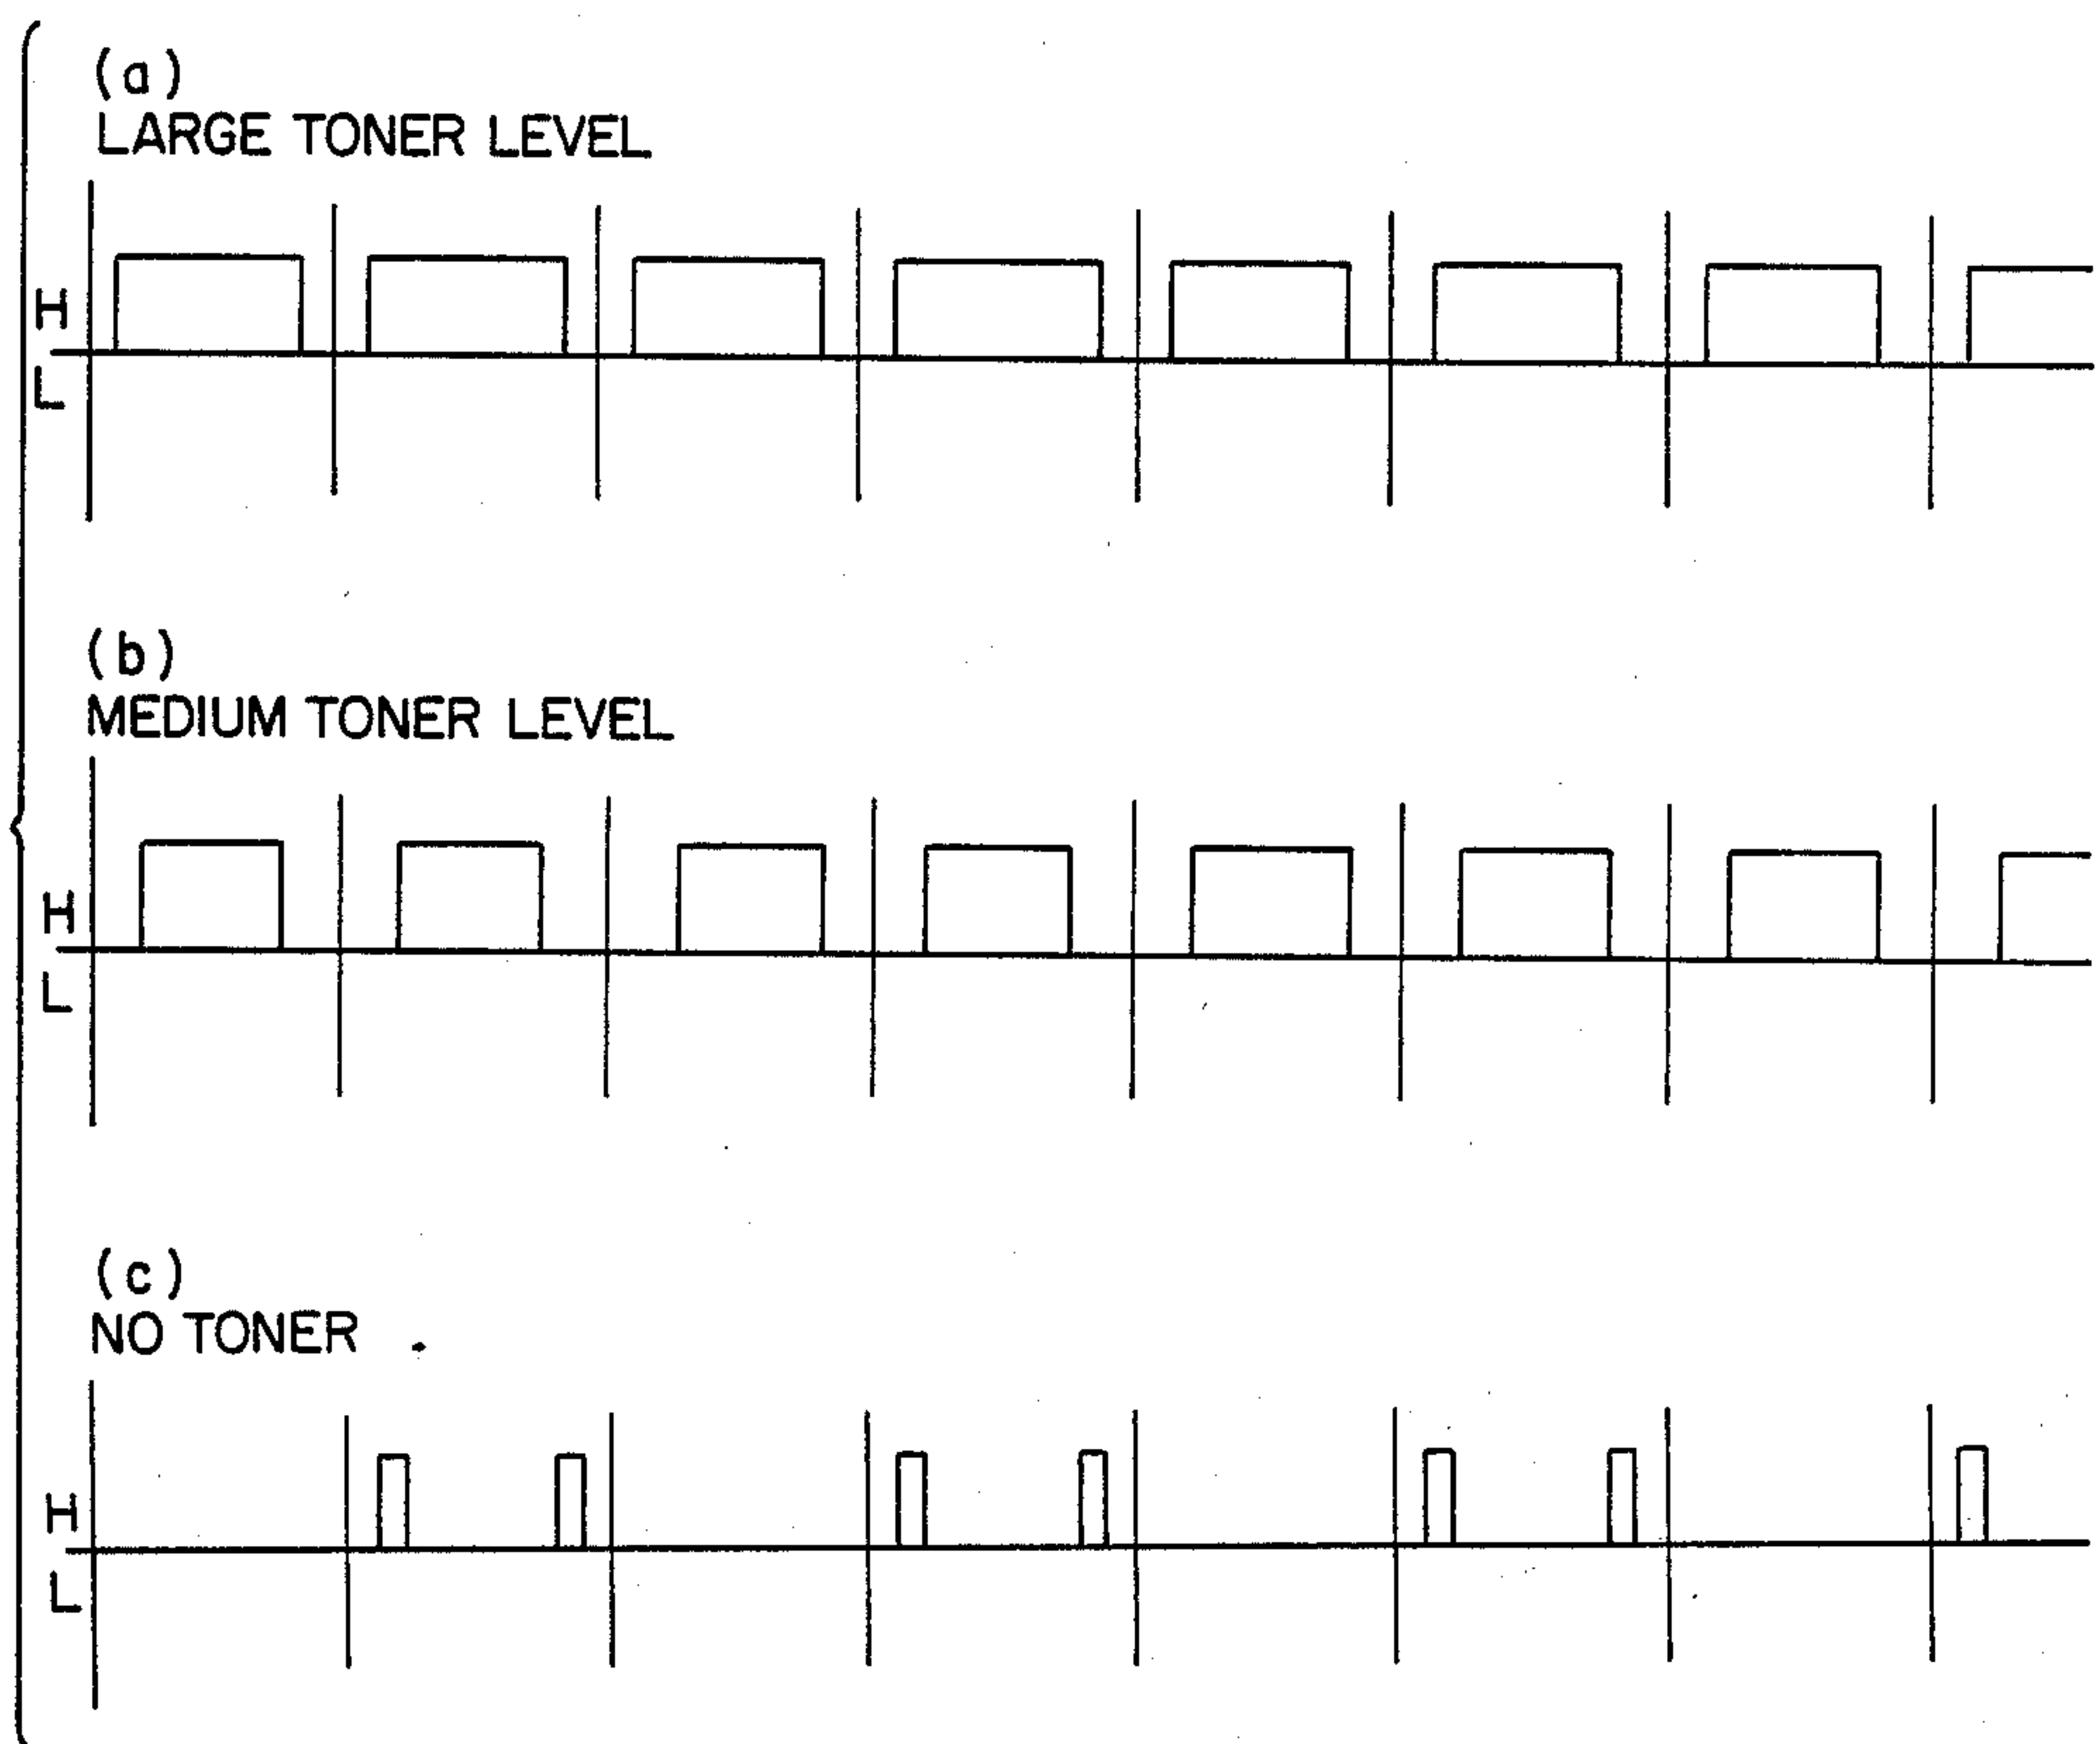 (a)
LARGE TONER LEVEL
H
L
(b)
MEDIUM TONER LEVEL
H
L
(c)
NO TONER
H
L